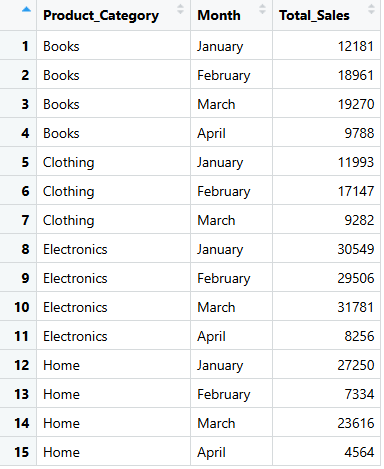 Product_Category Month Total_Sales
1 Books January 12181
2 Books February 18961
3 Books March 19270
4 Books April 9788
5 Clothing January 11993
6 Clothing February 17147
7 Clothing March 9282
8 Electronics January 30549
9 Electronics February 29506
10 Electronics March 31781
11 Electronics April 8256
12 Home January 27250
13 Home February 7334
14 Home March 23616
15 Home April 4564